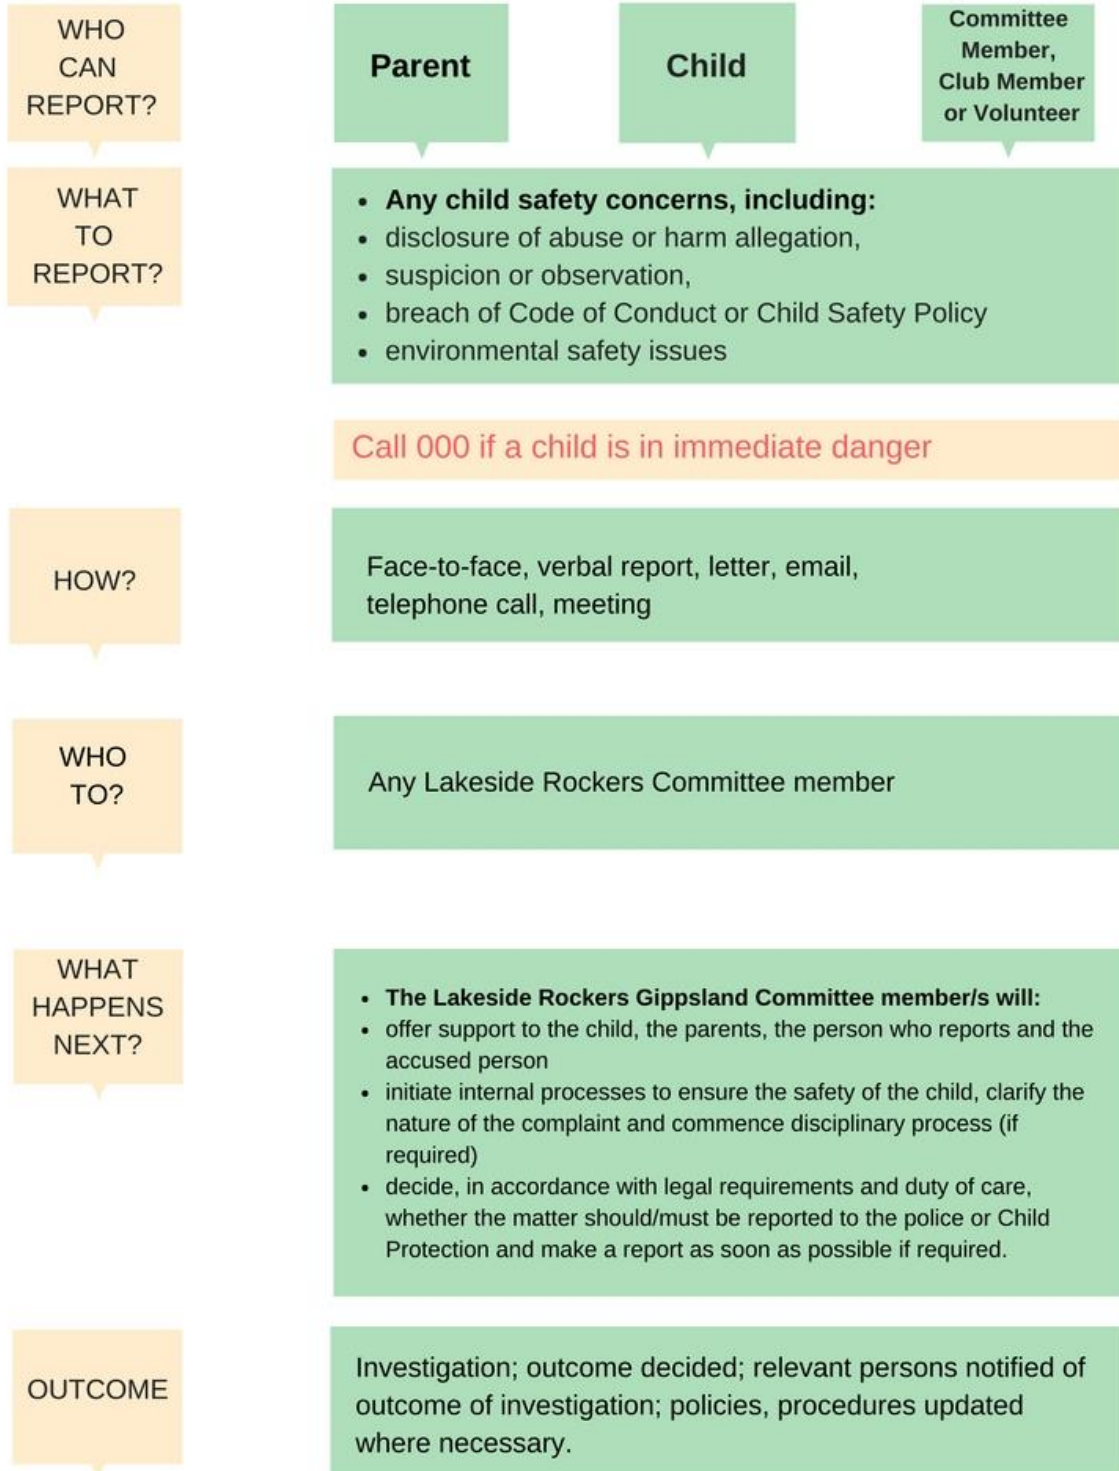 WHO
CAN
REPORT?
Parent
Child
Committee
Member,
Club Member
or Volunteer
WHAT
TO
REPORT?
• Any child safety concerns, including:
• disclosure of abuse or harm allegation,
• suspicion or observation,
• breach of Code of Conduct or Child Safety Policy
• environmental safety issues
Call 000 if a child is in immediate danger
HOW?
Face-to-face, verbal report, letter, email,
telephone call, meeting
WHO
TO?
Any Lakeside Rockers Committee member
WHAT
HAPPENS
NEXT?
• The Lakeside Rockers Gippsland Committee member/s will:
• offer support to the child, the parents, the person who reports and the
accused person
• initiate internal processes to ensure the safety of the child, clarify the
nature of the complaint and commence disciplinary process (if
required)
• decide, in accordance with legal requirements and duty of care,
whether the matter should/must be reported to the police or Child
Protection and make a report as soon as possible if required.
OUTCOME
Investigation; outcome decided; relevant persons notified of
outcome of investigation; policies, procedures updated
where necessary.